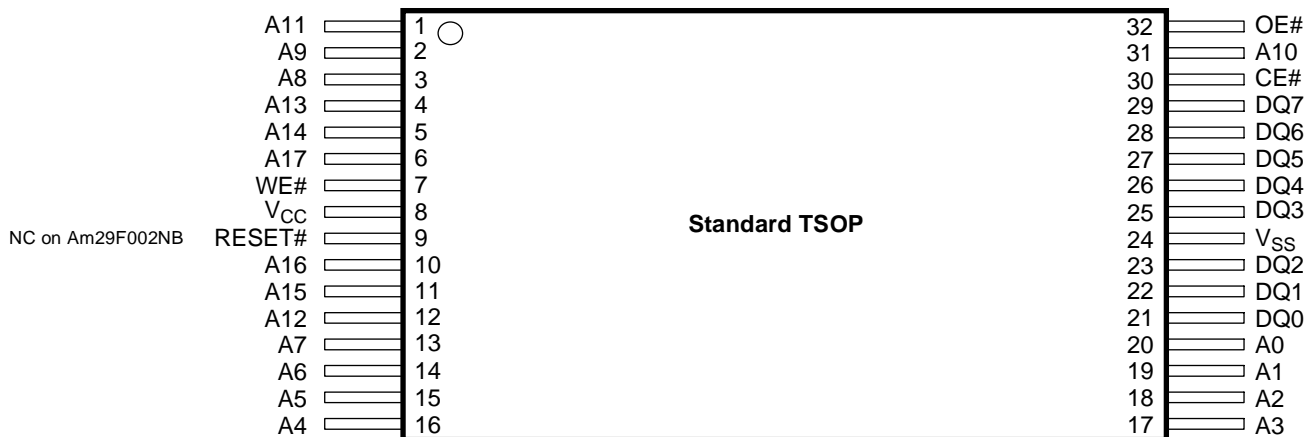 A11 1 32 OE#
A9 2 31 A10
A8 3 30 CE#
A13 4 29 DQ7
A14 5 28 DQ6
A17 6 27 DQ5
WE# 7 26 DQ4
VCC 8 25 DQ3
NC on Am29F002NB RESET# 9 Standard TSOP 24 VSS
A16 10 23 DQ2
A15 11 22 DQ1
A12 12 21 DQ0
A7 13 20 A0
A6 14 19 A1
A5 15 18 A2
A4 16 17 A3